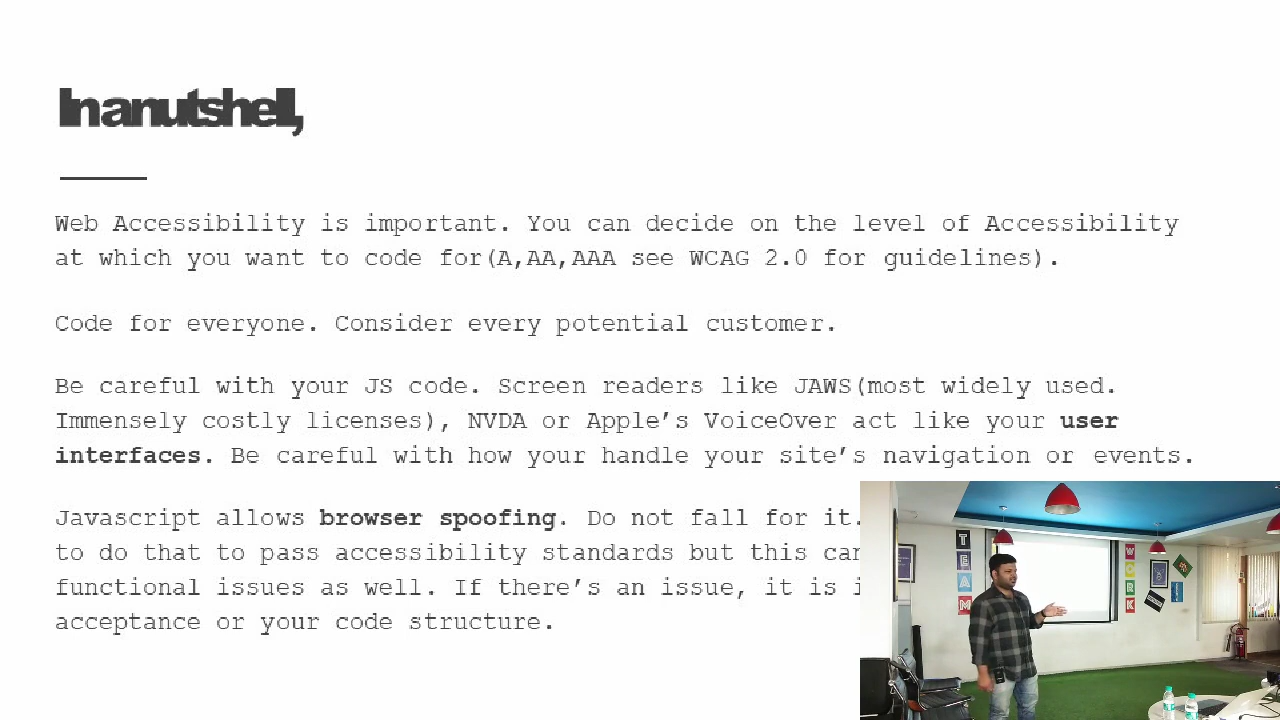 In a nutshell,
Web Accessibility is important. You can decide on the level of Accessibility
at which you want to code for(A,AA,AAA see WCAG 2.0 for guidelines).
Code for everyone. Consider every potential customer.
Be careful with your JS code. Screen readers like JAWS(most widely used.
Immensely costly licenses), NVDA or Apple’s VoiceOver act like your user
interfaces. Be careful with how your handle your site’s navigation or events.
Javascript allows browser spoofing. Do not fall for it.
to do that to pass accessibility standards but this can
functional issues as well. If there’s an issue, it is
acceptance or your code structure.
TEAM
WORK